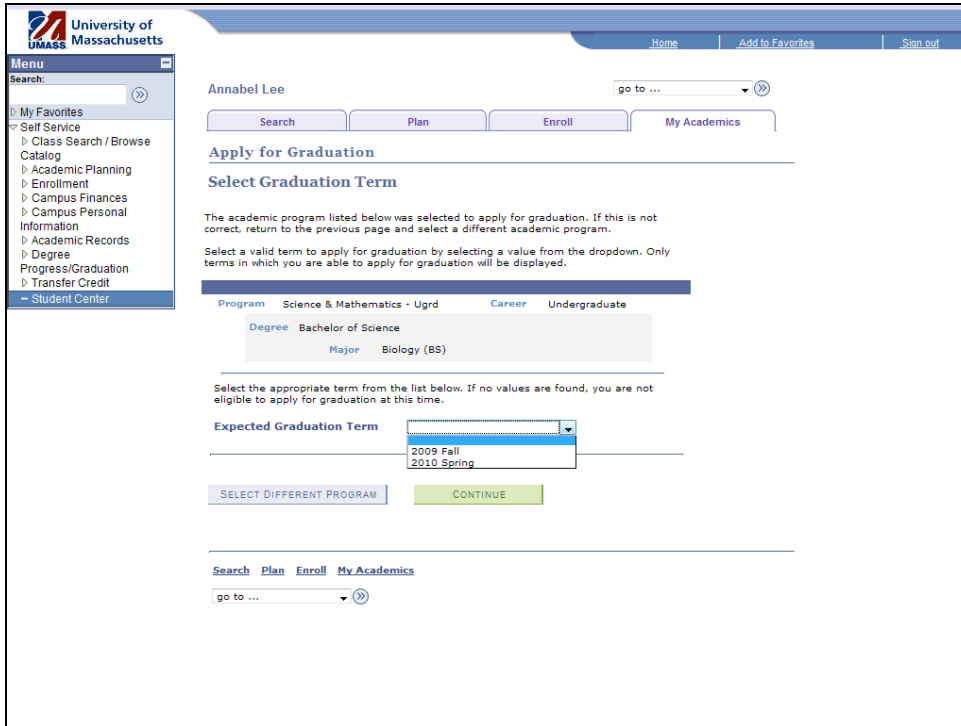 University of
UMASS Massachusetts
Home Add to Favorites Sign out
Menu
Search:
My Favorites
Self Service
Class Search / Browse
Catalog
Academic Planning
Enrollment
Campus Finances
Campus Personal
Information
Academic Records
Degree
Progress/Graduation
Transfer Credit
Student Center
Annabel Lee
go to ...
Search Plan Enroll My Academics
Apply for Graduation
Select Graduation Term
The academic program listed below was selected to apply for graduation. If this is not
correct, return to the previous page and select a different academic program.
Select a valid term to apply for graduation by selecting a value from the dropdown. Only
terms in which you are able to apply for graduation will be displayed.
Program Science & Mathematics - Ugrd Career Undergraduate
Degree Bachelor of Science
Major Biology (BS)
Select the appropriate term from the list below. If no values are found, you are not
eligible to apply for graduation at this time.
Expected Graduation Term
2009 Fall
2010 Spring
SELECT DIFFERENT PROGRAM CONTINUE
Search Plan Enroll My Academics
go to ...